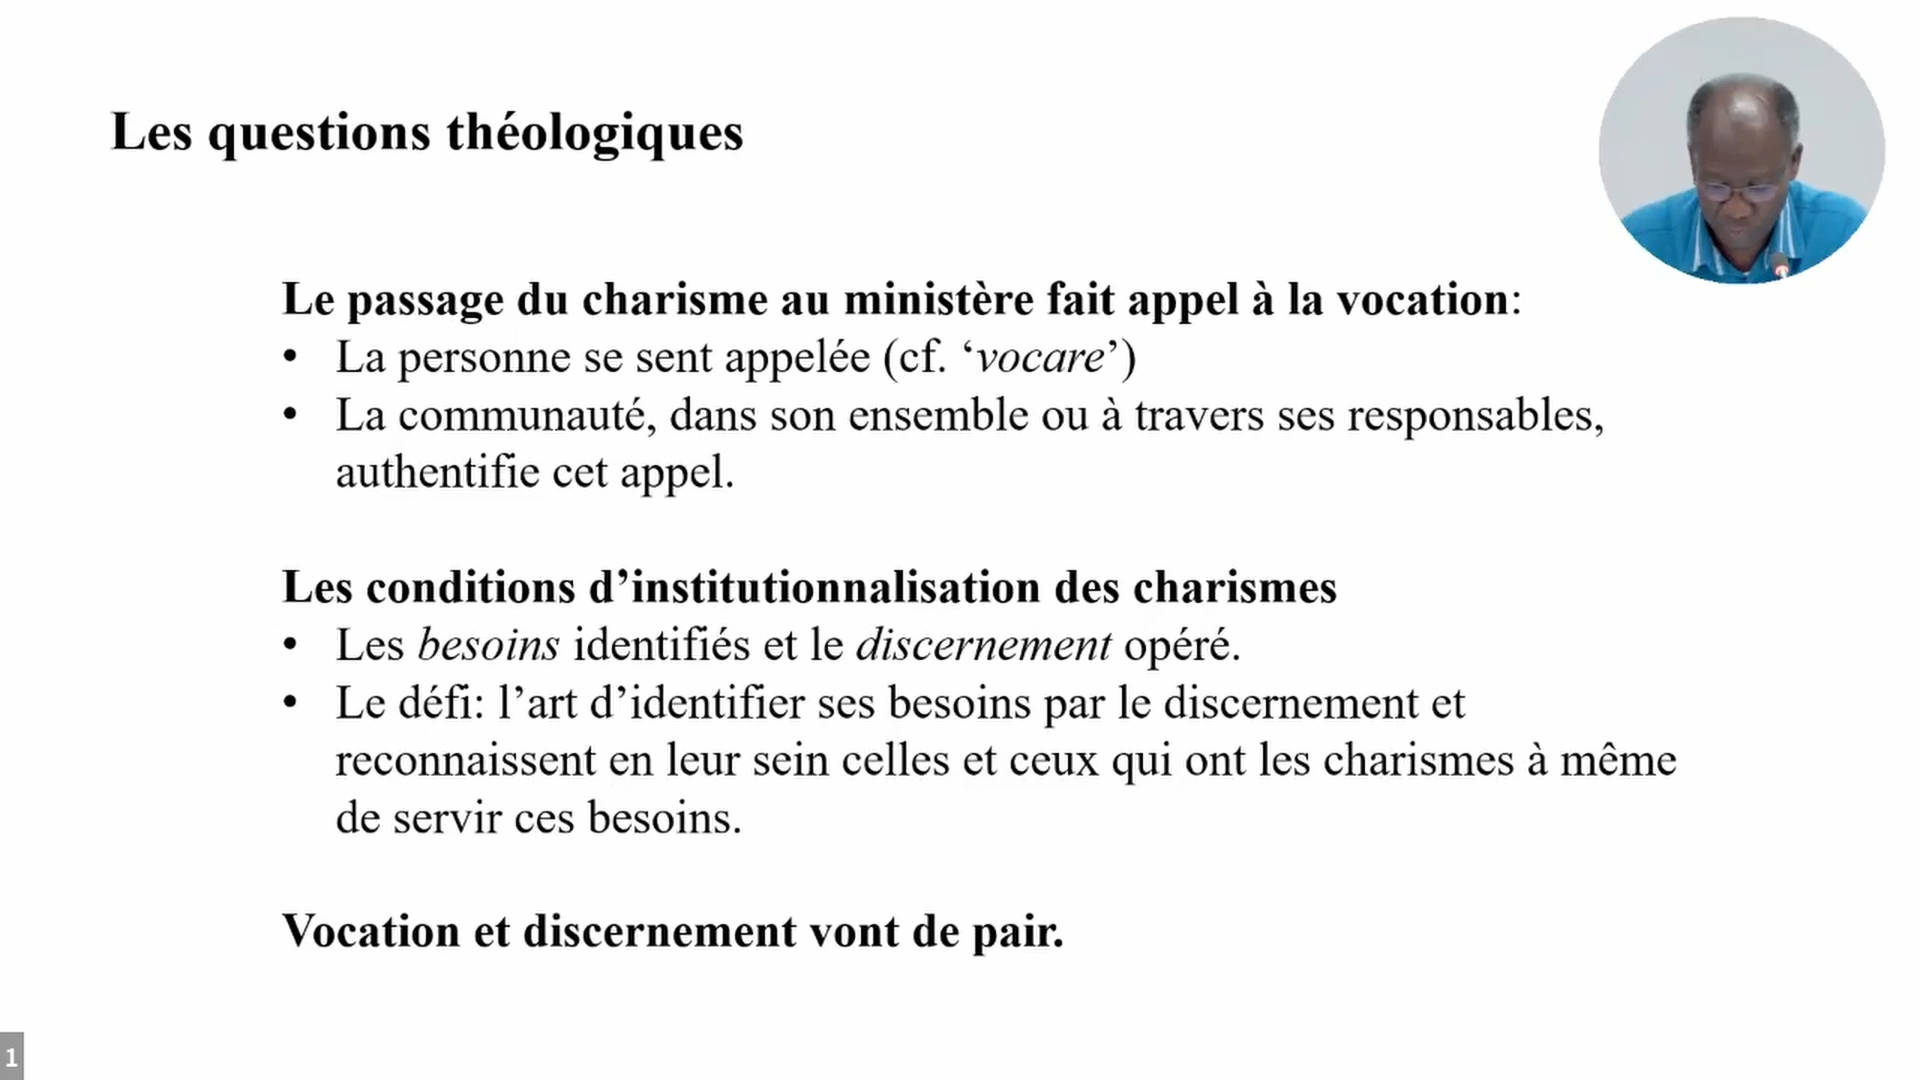 Les questions théologiques
Le passage du charisme au ministère fait appel à la vocation:
• La personne se sent appelée (cf. ‘vocare’)
• La communauté, dans son ensemble ou à travers ses responsables,
authentifie cet appel.
Les conditions d’institutionnalisation des charismes
• Les besoins identifiés et le discernement opéré.
• Le défi: l’art d’identifier ses besoins par le discernement et
reconnaissent en leur sein celles et ceux qui ont les charismes à même
de servir ces besoins.
Vocation et discernement vont de pair.
1